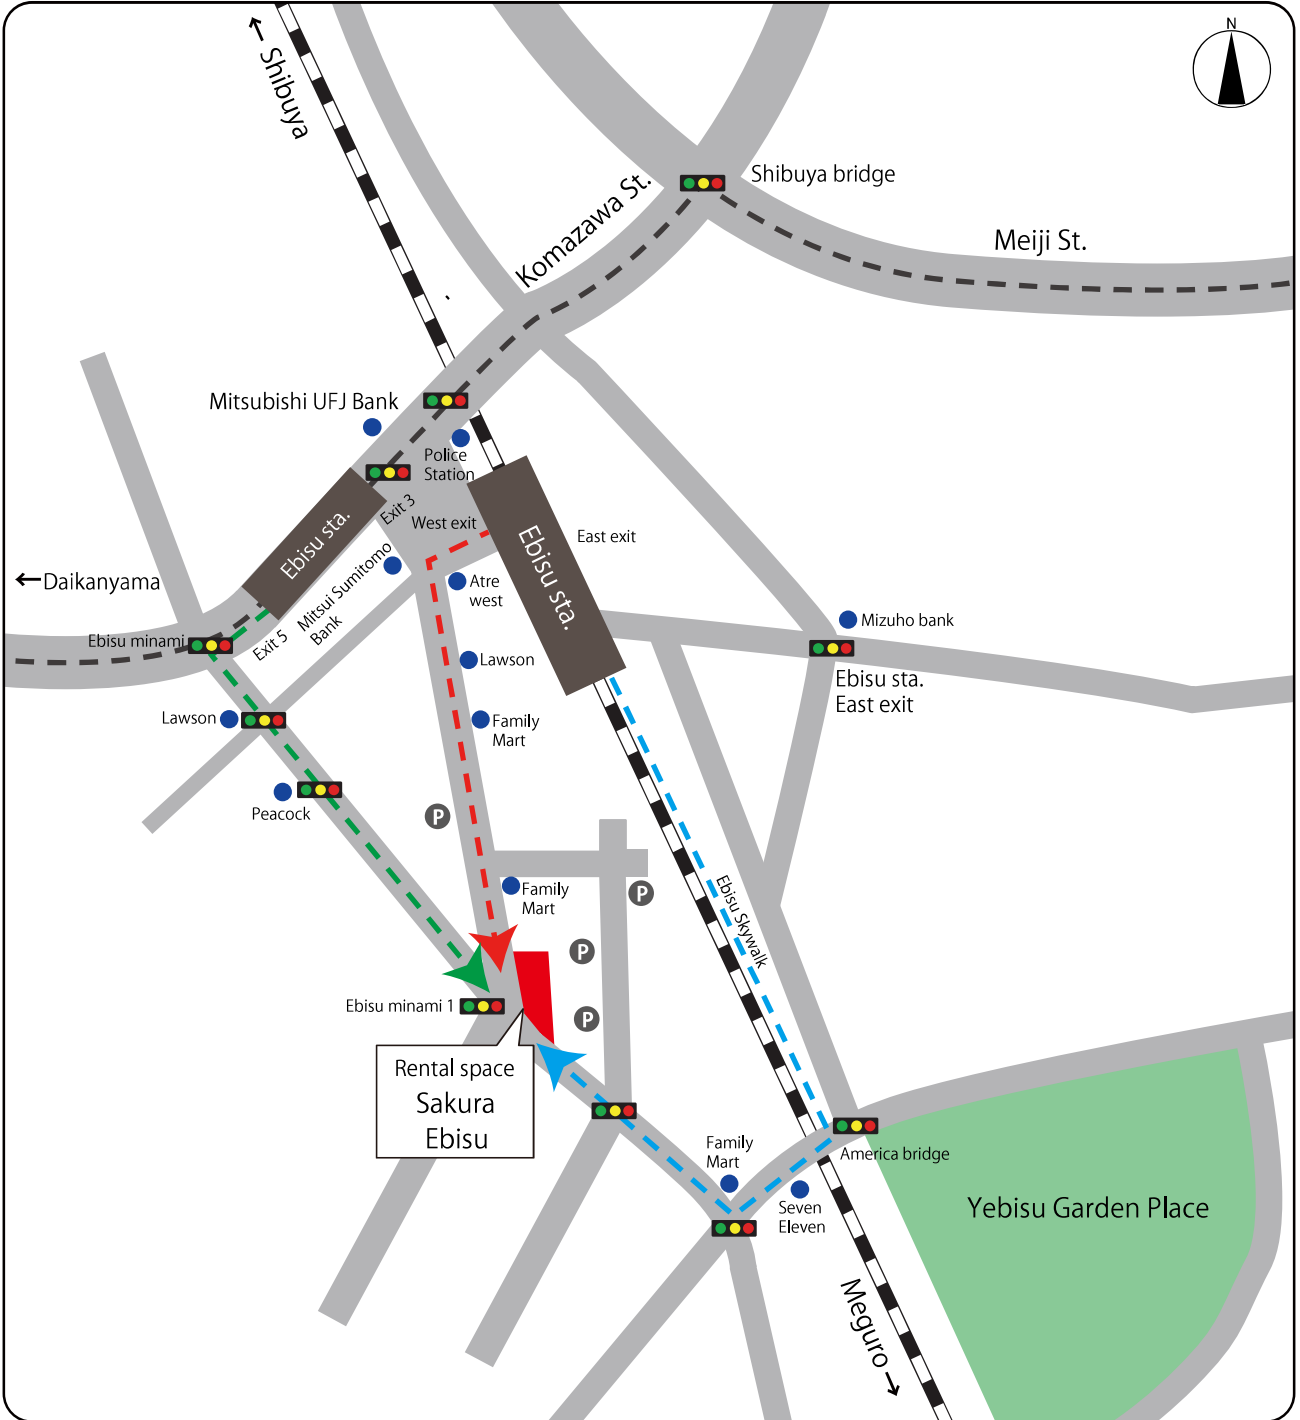 N
Shibuya
Shibuya bridge
Komazawa St.
Meiji St.
Mitsubishi UFJ Bank
Police
Station
Exit 3
West exit
Ebisu sta.
Ebisu sta.
East exit
Mitsui Sumitomo
Bank
Daikanyama
Atre
west
Ebisu minami
Exit 5
Mizuho bank
Lawson
Ebisu sta.
East exit
Lawson
Family
Mart
Peacock
P
Family
Mart
P
Ebisu Skywalk
P
Ebisu minami 1
P
Rental space
Sakura
Ebisu
Family
Mart
America bridge
Seven
Eleven
Yebisu Garden Place
Meguro